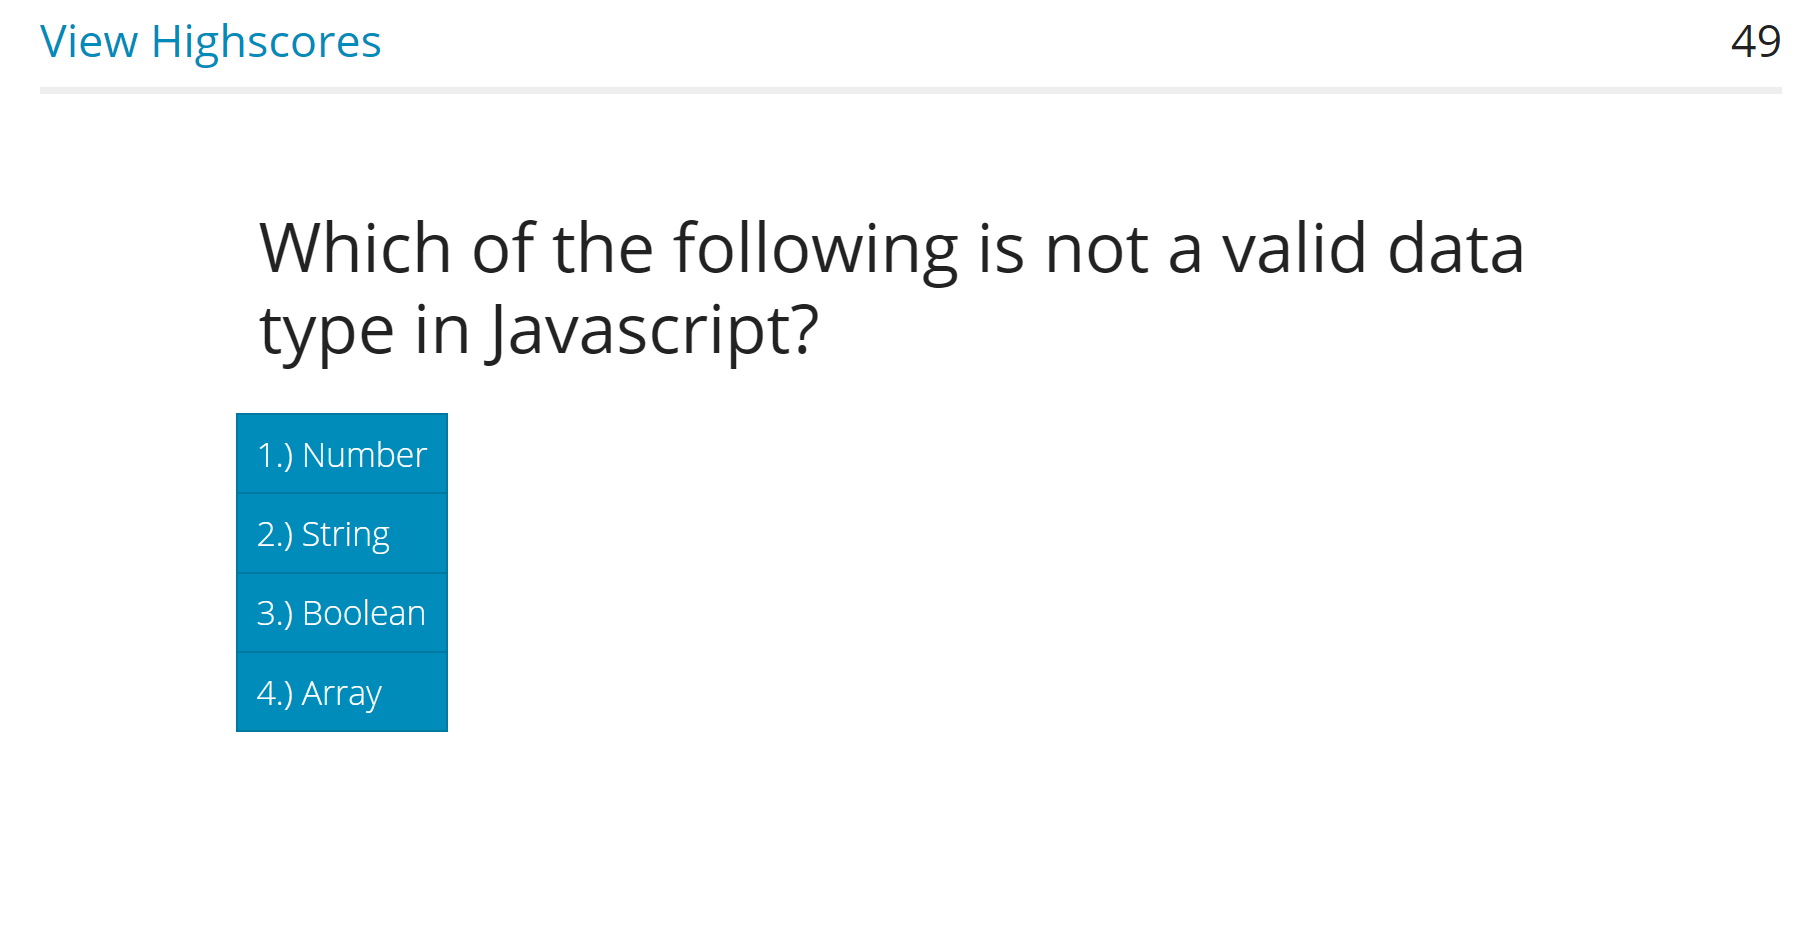 View Highscores
49
Which of the following is not a valid data
type in Javascript?
1.) Number
2.) String
3.) Boolean
4.) Array